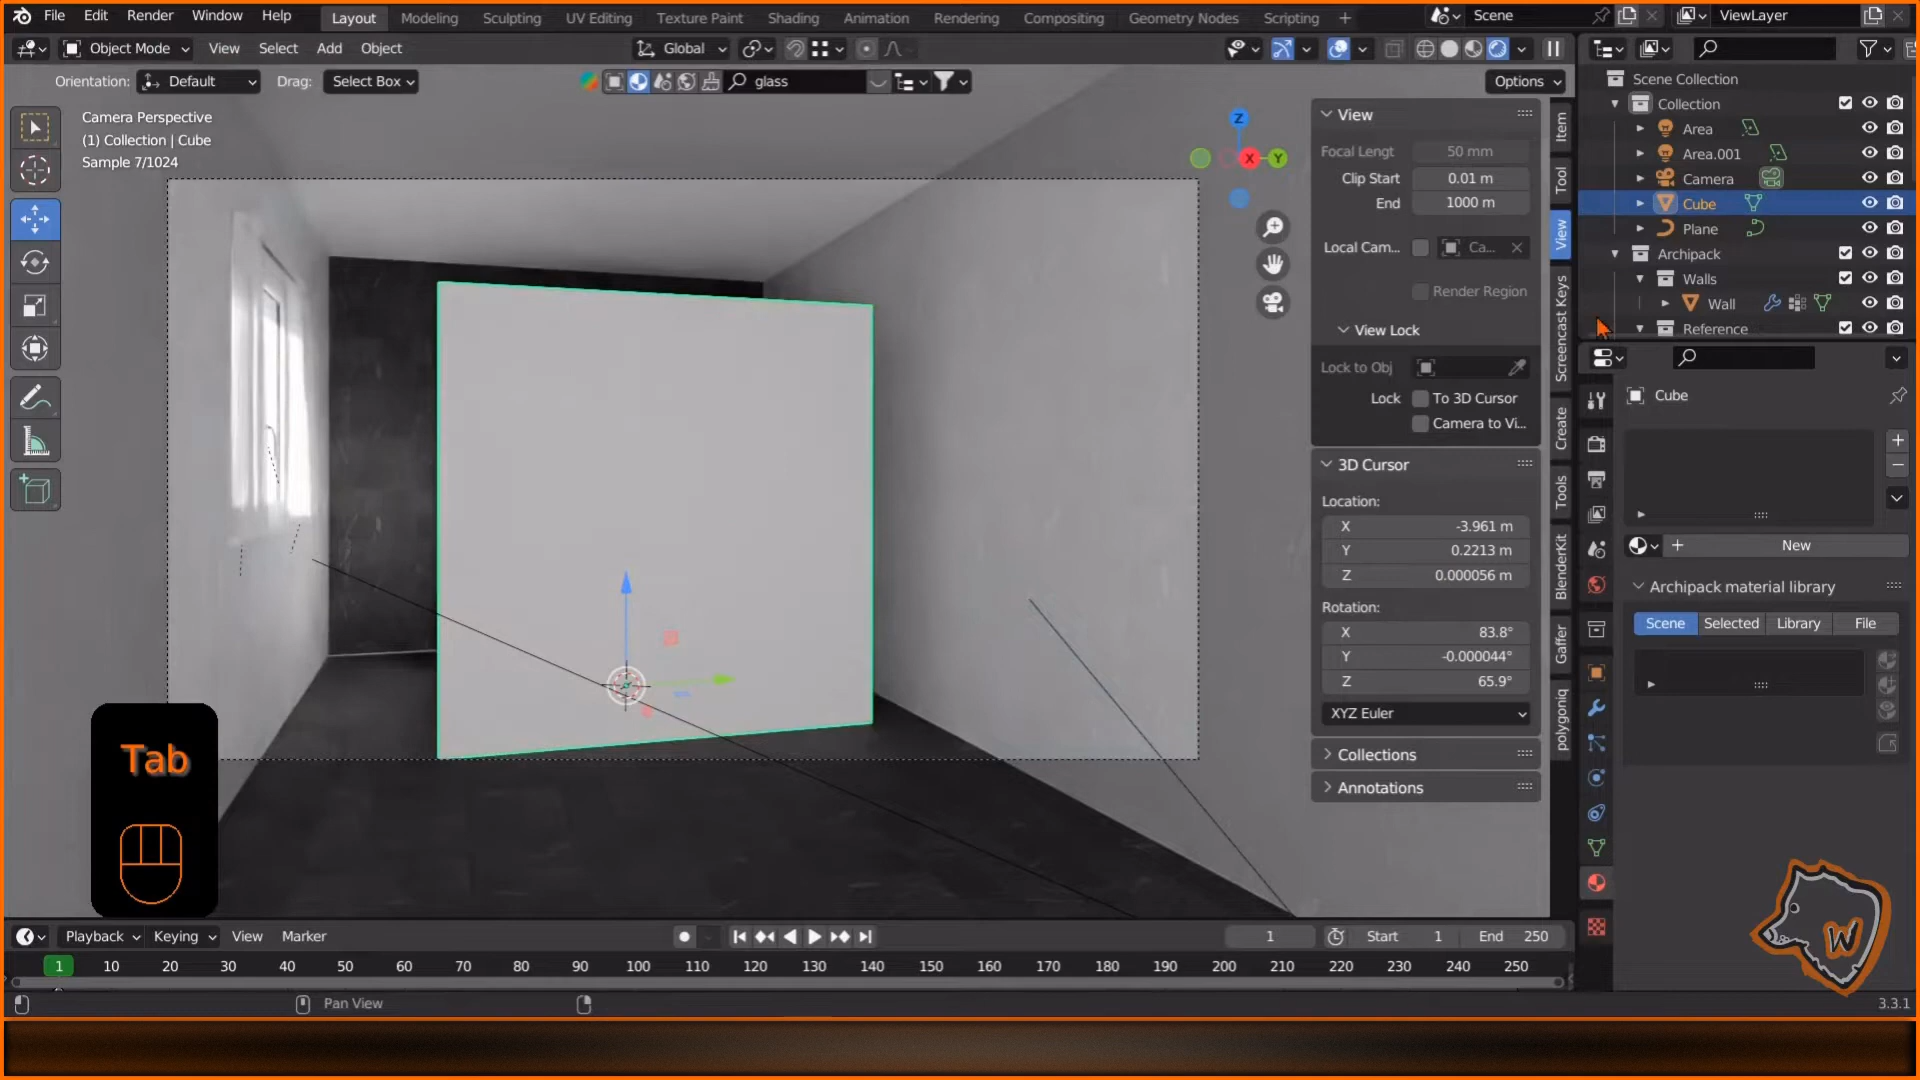 File Edit Render Window Help Layout Modeling Sculpting UV Editing Texture Paint Shading Animation Rendering Compositing Geometry Nodes Scripting + Scene ViewLayer
Object Mode View Select Add Object Global
Orientation: Default Drag: Select Box glass Options
Camera Perspective
(1) Collection | Cube
Sample 7/1024
Z
X
Y
View
Focal Lengt 50 mm
Clip Start 0.01 m
End 1000 m
Local Cam... Ca...
Render Region
View Lock
Lock to Obj
Lock To 3D Cursor
Camera to Vi...
3D Cursor
Location:
X -3.961 m
Y 0.2213 m
Z 0.000056 m
Rotation:
X 83.8°
Y -0.000044°
Z 65.9°
XYZ Euler
Collections
Annotations
Item
Tool
View
Screencast Keys
Create
Tools
BlenderKit
Gaffer
polygoniq
Scene Collection
Collection
Area
Area.001
Camera
Cube
Plane
Archipack
Walls
Wall
Reference
Cube
+
New
Archipack material library
Scene Selected Library File
Tab
W
Playback Keying View Marker 1 Start 1 End 250
1 10 20 30 40 50 60 70 80 90 100 110 120 130 140 150 160 170 180 190 200 210 220 230 240 250
Pan View 3.3.1